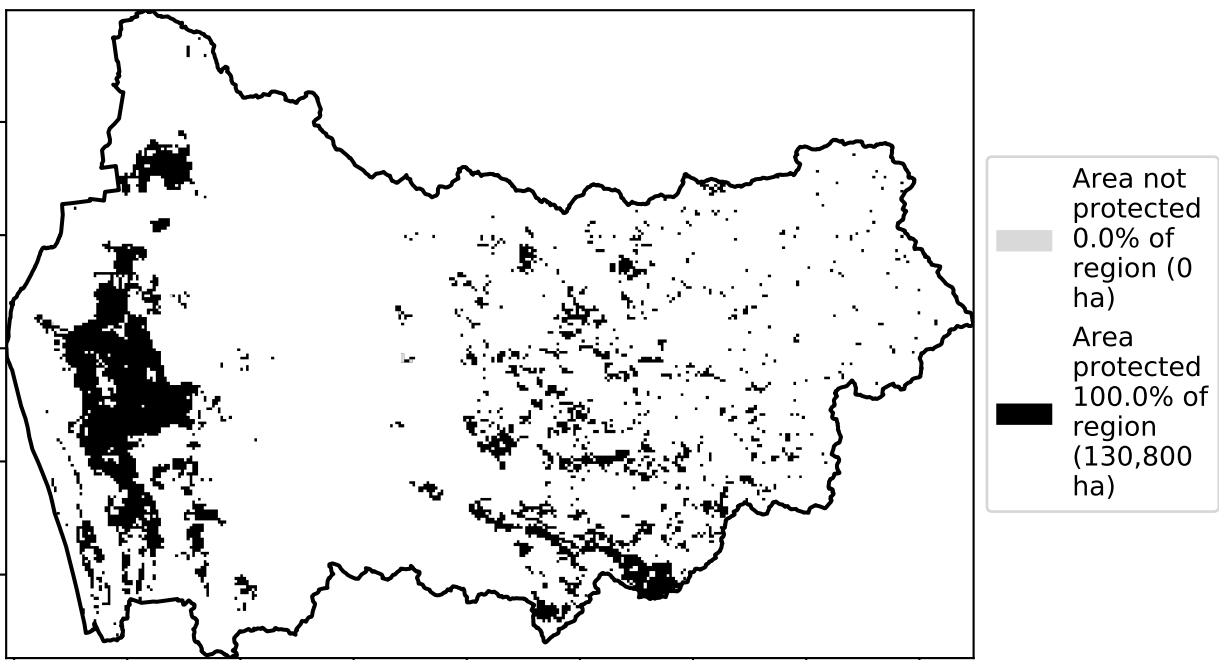 Area not
protected
0.0% of
region (0
ha)
Area
protected
100.0% of
region
(130,800
ha)